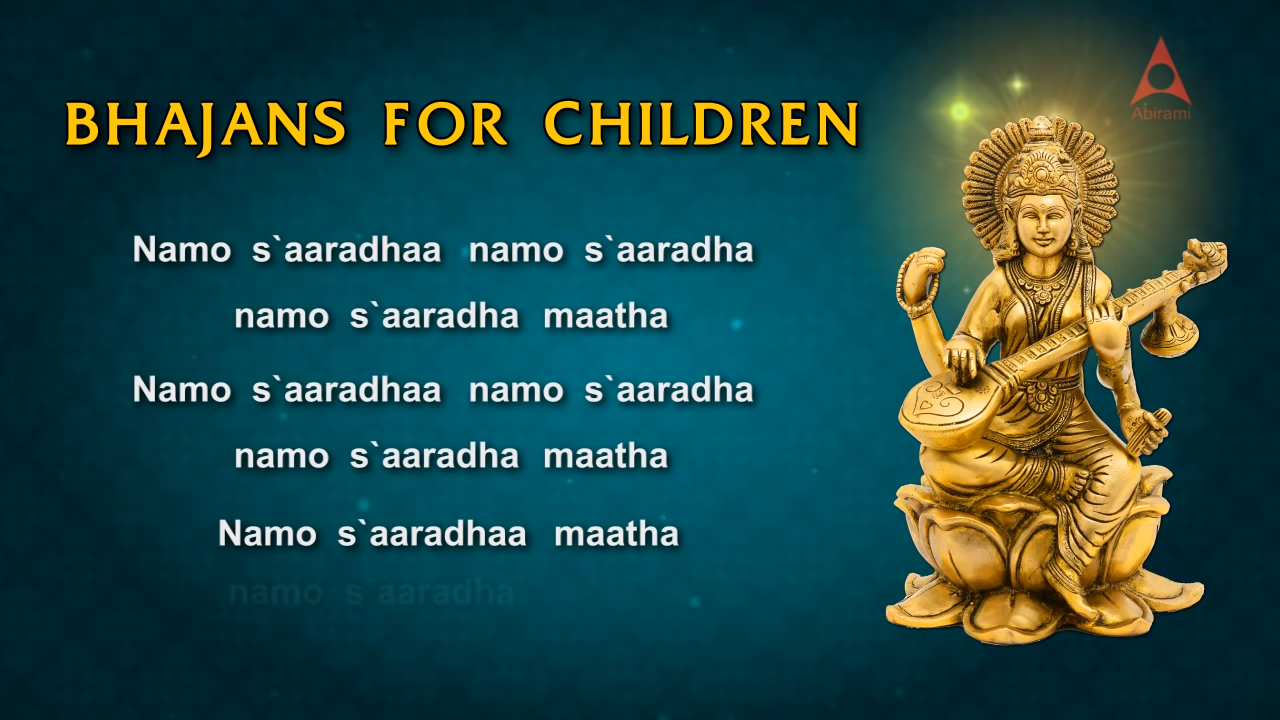 Abirami
BHAJANS FOR CHILDREN
Namo s`aaradhaa namo s`aaradha
namo s`aaradha maatha
Namo s`aaradhaa namo s`aaradha
namo s`aaradha maatha
Namo s`aaradhaa maatha
namo s`aaradha